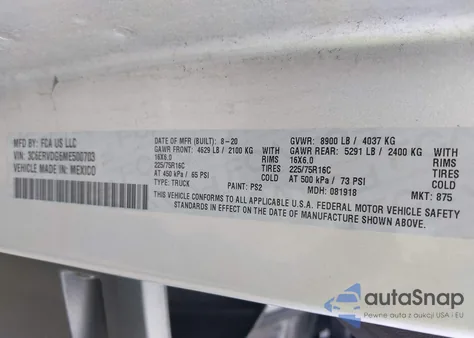 MFD BY: FCA US LLC
VIN: 3C6ERVDG6ME500703
VEHICLE MADE IN: MEXICO
DATE OF MFR (BUILT) 8-20
GAWR FRONT: 4629 LB / 2100 KG WITH
16X6.0 RIMS
225/75R16C TIRES
AT 450 kPa / 65 PSI COLD
TYPE: TRUCK PAINT: PS2
GVWR: 8900 LB / 4037 KG
GAWR REAR: 5291 LB / 2400 KG WITH
16X6.0 RIMS
225/75R16C TIRES
AT 500 kPa / 73 PSI COLD
MDH: 081918 MKT: 875
THIS VEHICLE CONFORMS TO ALL APPLICABLE U.S.A. FEDERAL MOTOR VEHICLE SAFETY
STANDARDS IN EFFECT ON THE DATE OF MANUFACTURE SHOWN ABOVE.
autoSnap
Pewne auta z aukcji USA i EU